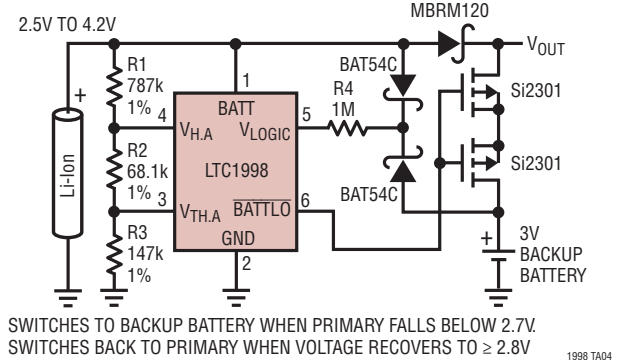 MBRM120
2.5V TO 4.2V
VOUT
BAT54C
R1
787k
1%
+
1
R4
1M
Si2301
BATT
4
VH.A
VLOGIC
5
Li-Ion
R2
68.1k
1%
LTC1998
Si2301
3
VTH.A
BATTLO
6
BAT54C
GND
R3
147k
1%
2
+
3V
BACKUP
BATTERY
SWITCHES TO BACKUP BATTERY WHEN PRIMARY FALLS BELOW 2.7V.
SWITCHES BACK TO PRIMARY WHEN VOLTAGE RECOVERS TO ≥ 2.8V
1998 TA04